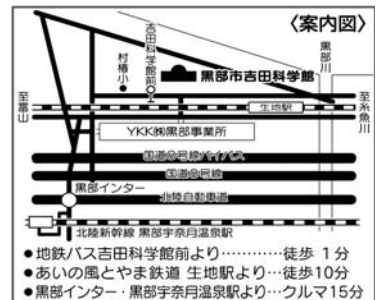 〈案内図〉
吉田科学館前
村椿小
黒部川
黒部市吉田科学館
至富山
生地駅
至糸魚川
YKK㈱黒部事業所
国道8号線バイパス
国道8号線
黒部インター
北陸自動車道
北陸新幹線 黒部宇奈月温泉駅
●地鉄バス吉田科学館前より…………徒歩 1分
●あいの風とやま鉄道 生地駅より…徒歩10分
●黒部インター・黒部宇奈月温泉駅より…クルマ15分